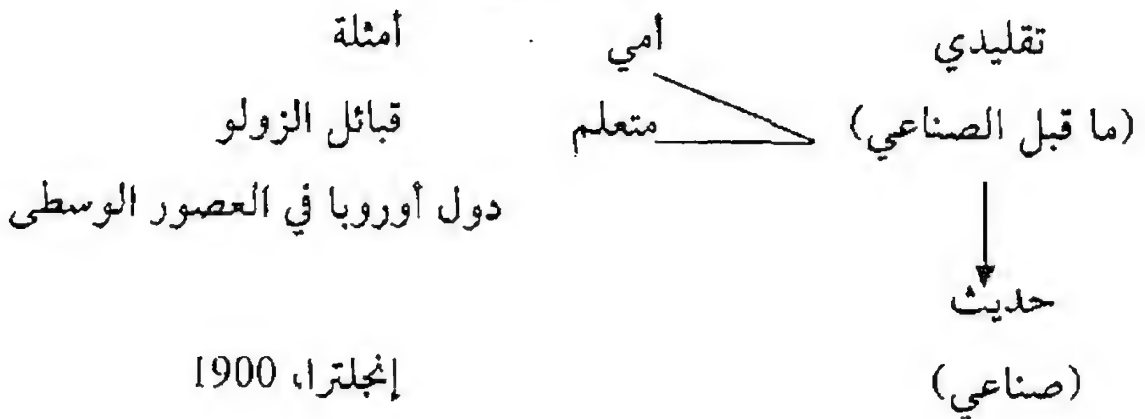 تقليدي أمي أمثلة
(ما قبل الصناعي) متعلم قبائل الزولو
دول أوروبا في العصور الوسطى
حديث
(صناعي) إنجلترا، 1900